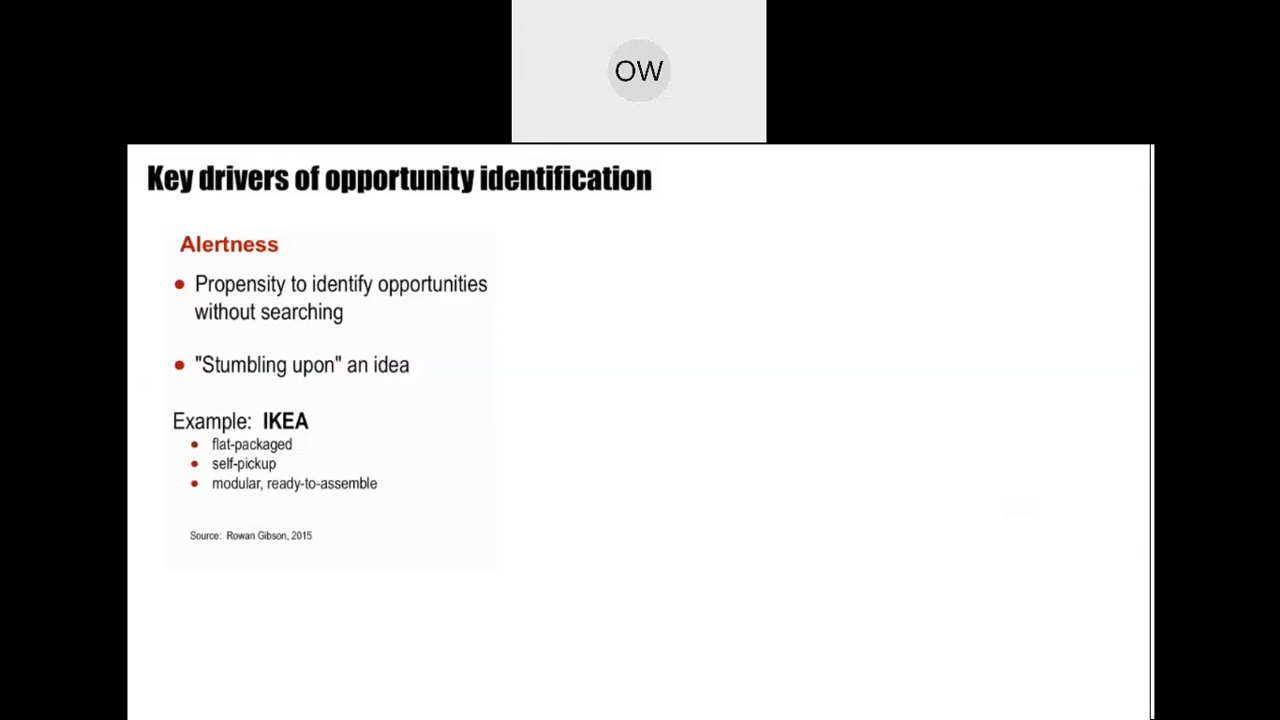 OW
Key drivers of opportunity identification
Alertness
• Propensity to identify opportunities
without searching
• "Stumbling upon" an idea
Example: IKEA
• flat-packaged
• self-pickup
• modular, ready-to-assemble
Source: Rowan Gibson, 2015